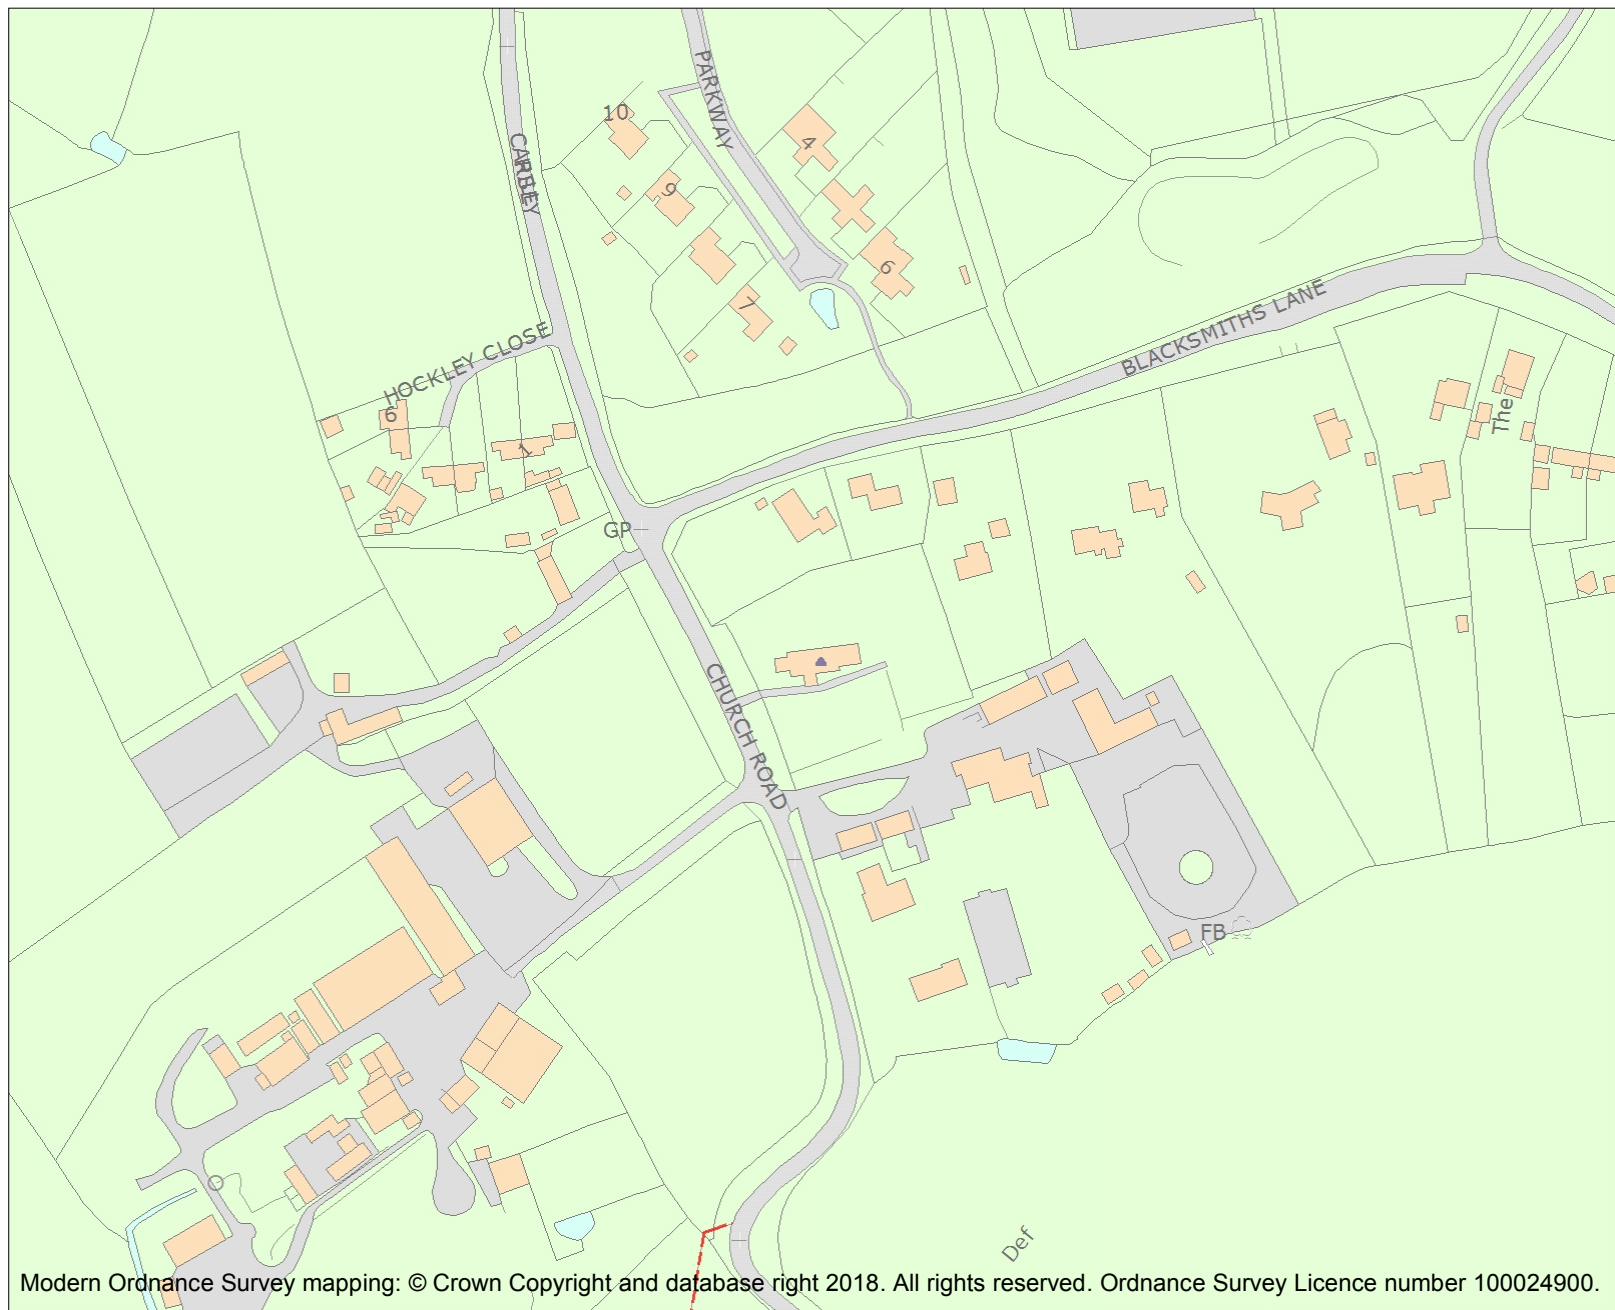 PARKWAY
10
4
9
6
7
HOCKLEY CLOSE
6
1
BLACKSMITHS LANE
The
GP
CHURCH ROAD
FB
Def
Modern Ordnance Survey mapping: © Crown Copyright and database right 2018. All rights reserved. Ordnance Survey Licence number 100024900.